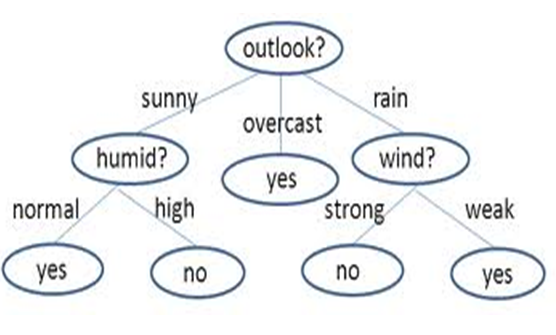 outlook?
sunny
overcast
rain
humid?
yes
wind?
normal
high
strong
weak
yes
no
no
yes